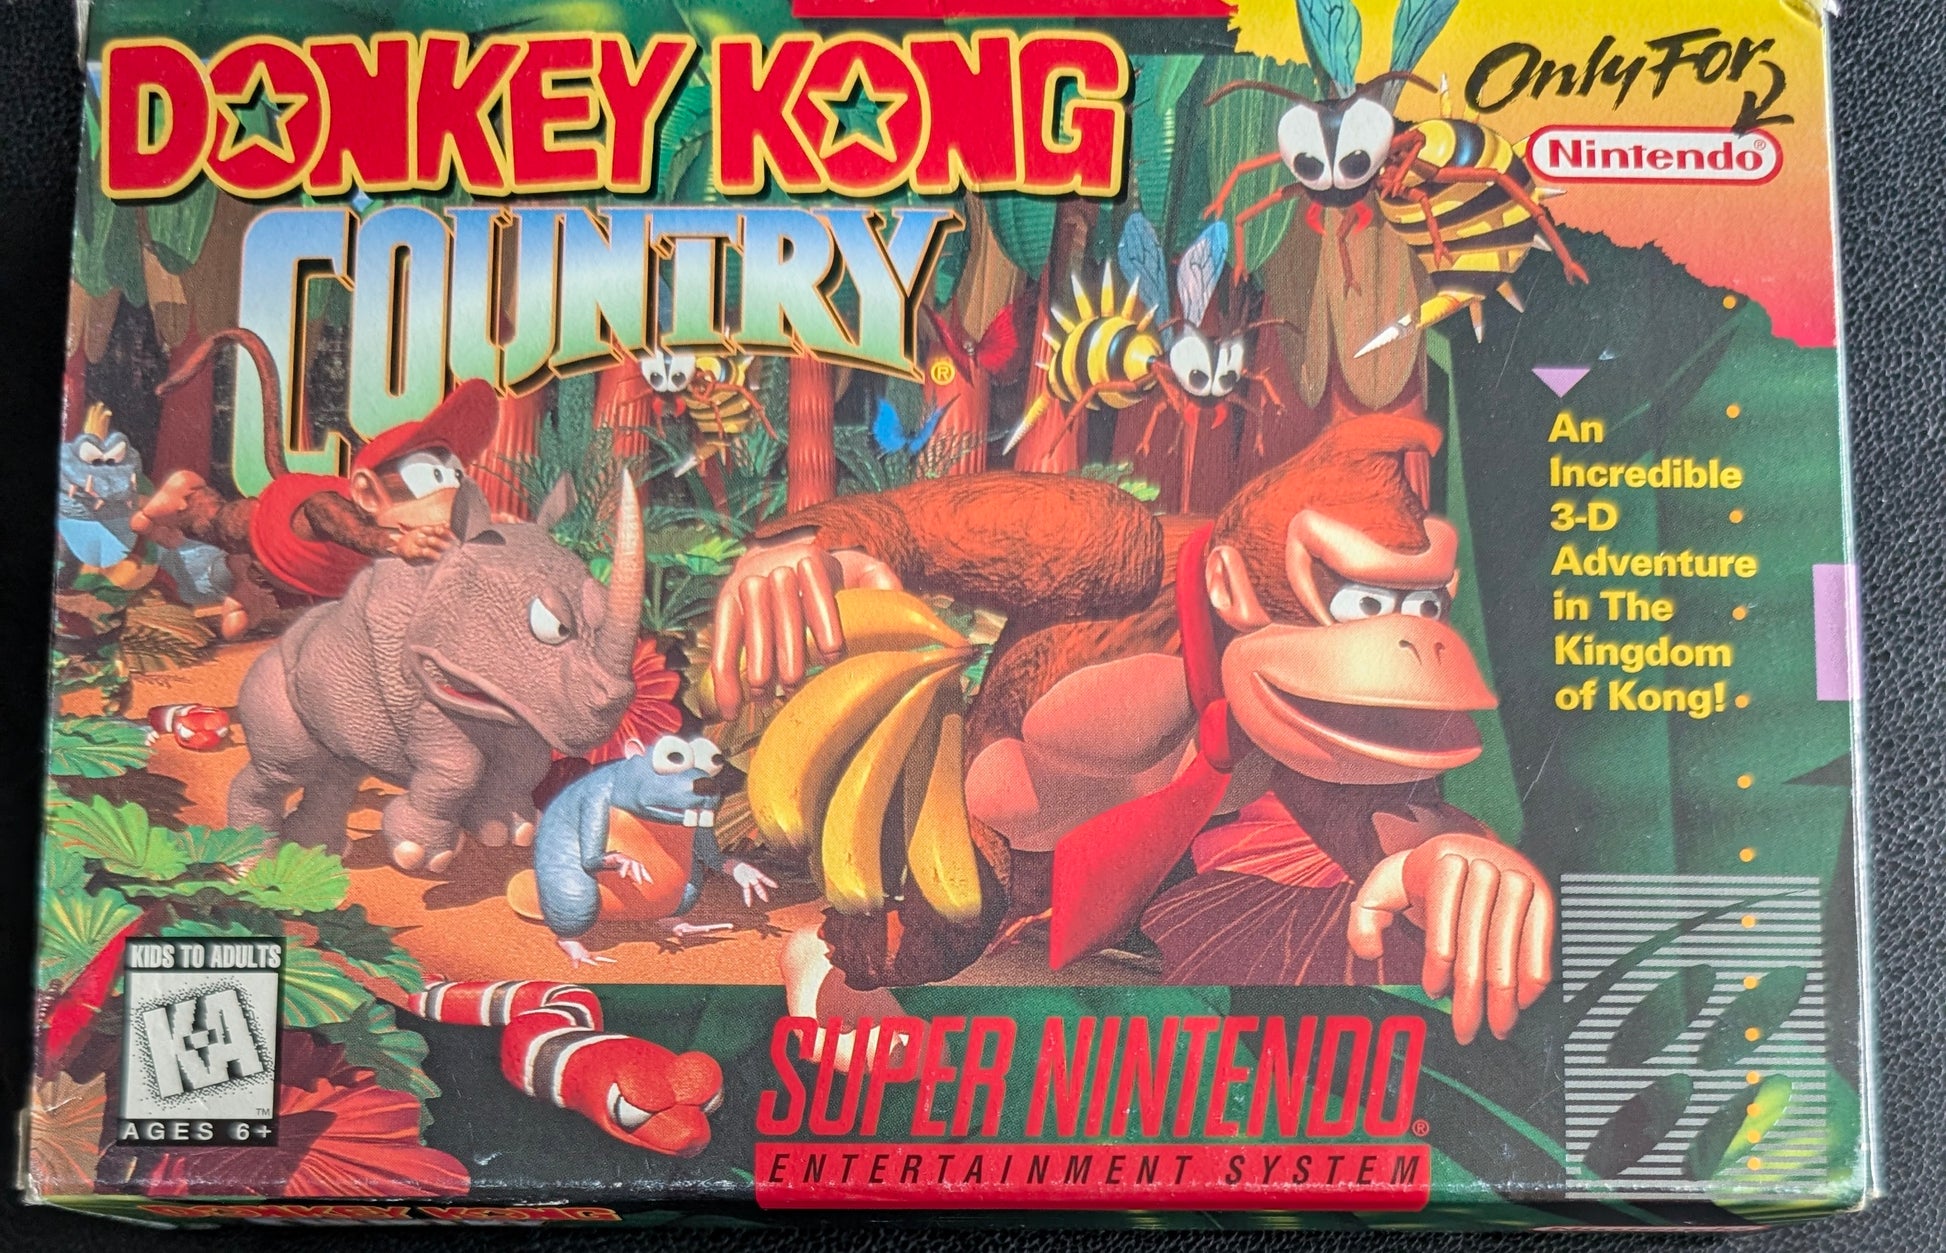 DONKEY KONG
COUNTRY®
Only For
Nintendo®
An
Incredible
3-D
Adventure
in The
Kingdom
of Kong!
KIDS TO ADULTS
K-A
TM
AGES 6+
SUPER NINTENDO®
ENTERTAINMENT SYSTEM
DONKEY KONG